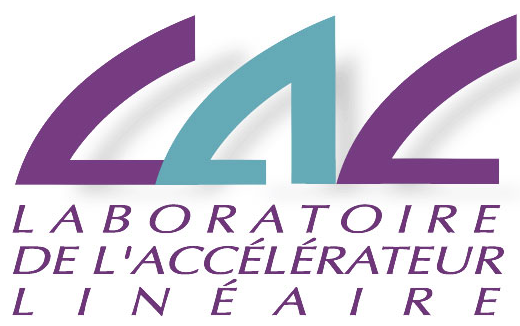 LAL
LABORATOIRE
DE L'ACCÉLÉRATEUR
LINÉAIRE